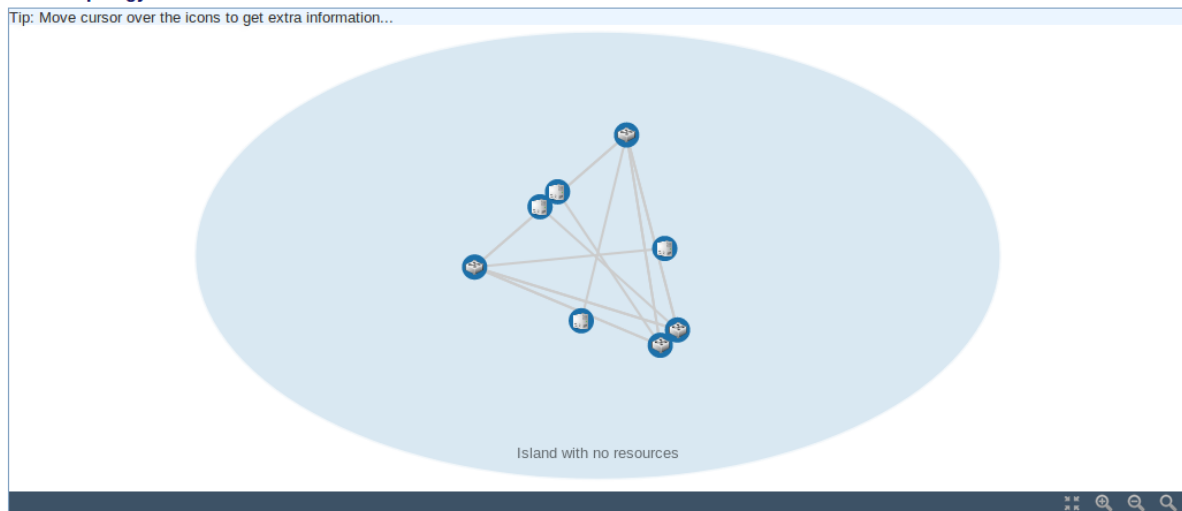 Tip: Move cursor over the icons to get extra information...
Island with no resources